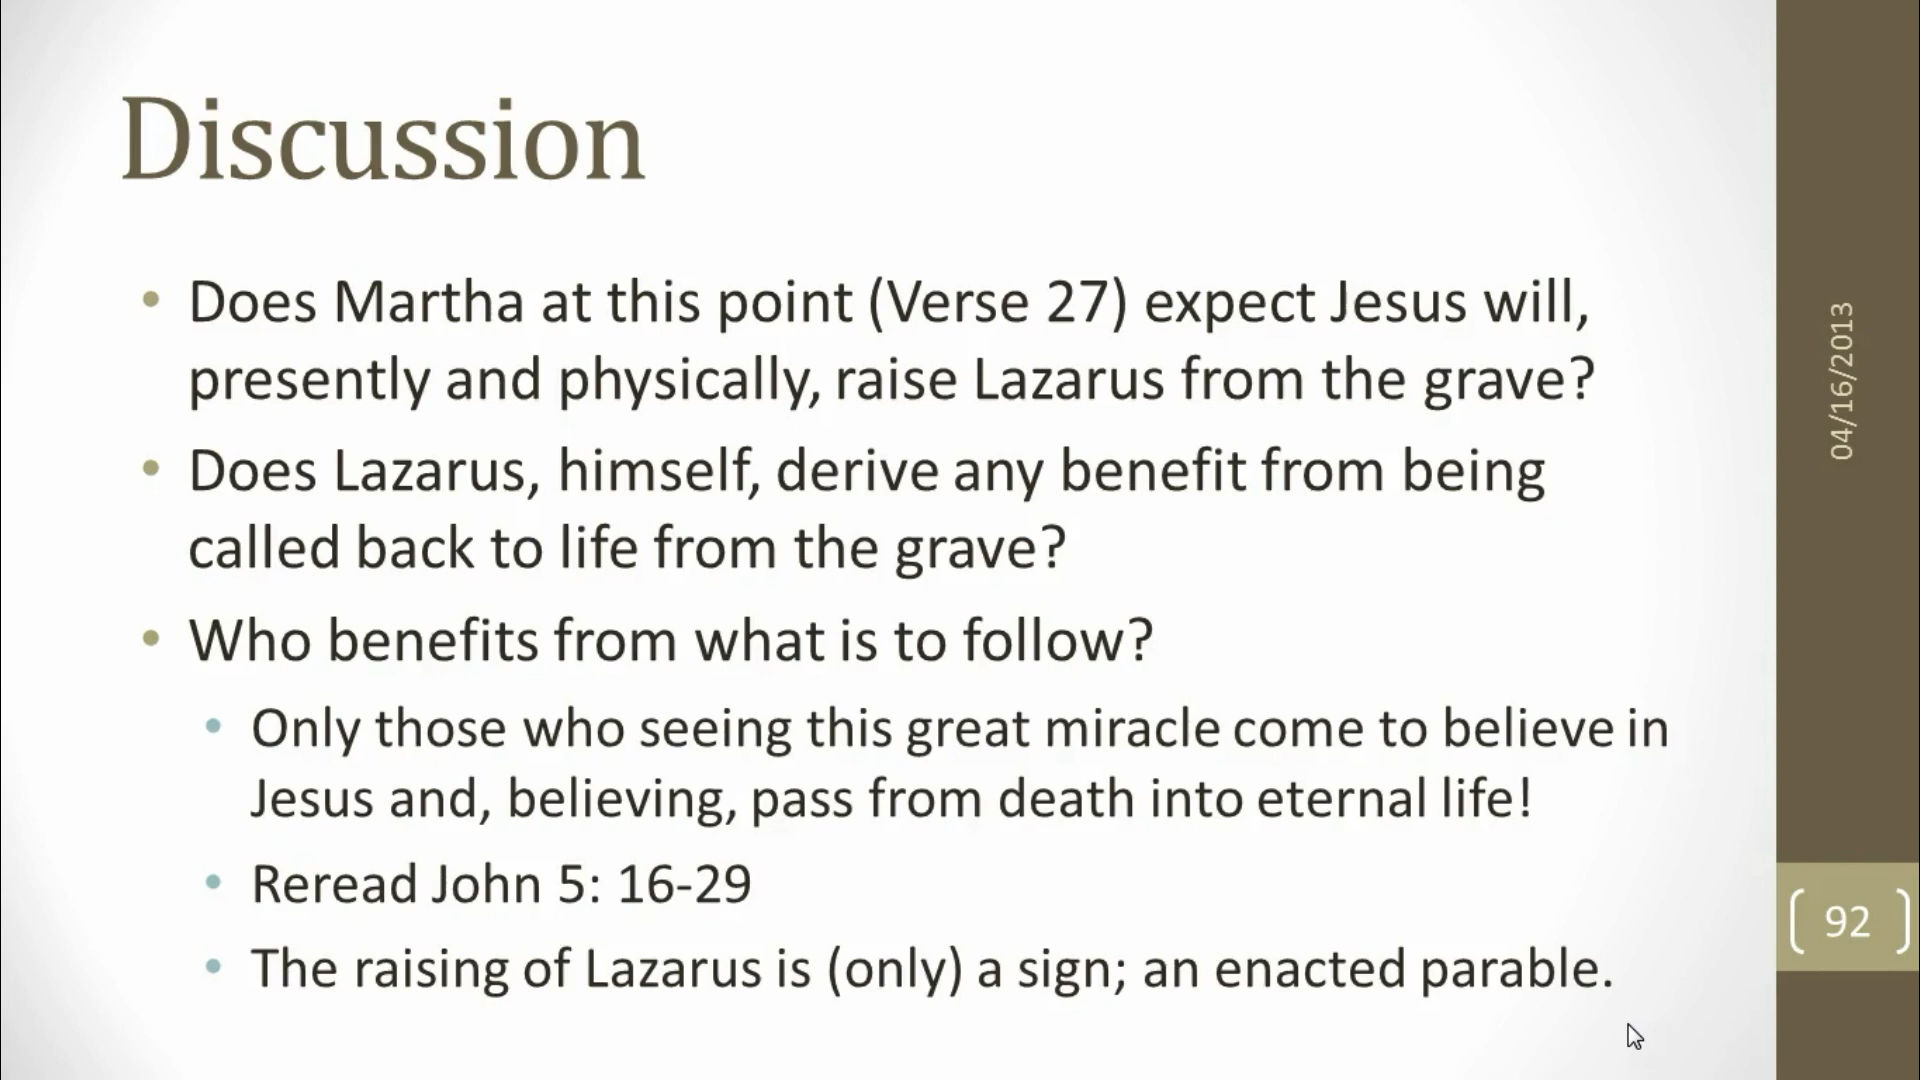 Discussion
• Does Martha at this point (Verse 27) expect Jesus will,
presently and physically, raise Lazarus from the grave?
• Does Lazarus, himself, derive any benefit from being
called back to life from the grave?
• Who benefits from what is to follow?
• Only those who seeing this great miracle come to believe in
Jesus and, believing, pass from death into eternal life!
• Reread John 5: 16-29
• The raising of Lazarus is (only) a sign; an enacted parable.
04/16/2013
92